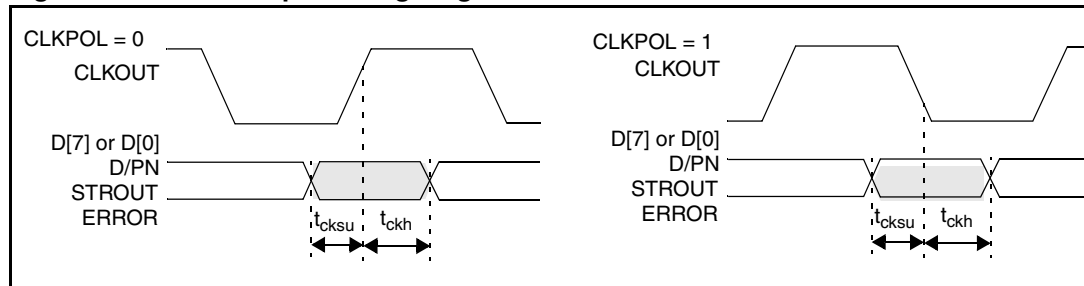 CLKPOL = 0
CLKOUT
D[7] or D[0]
D/PN
STROUT
ERROR
tcksu
tckh
CLKPOL = 1
CLKOUT
D[7] or D[0]
D/PN
STROUT
ERROR
tcksu
tckh